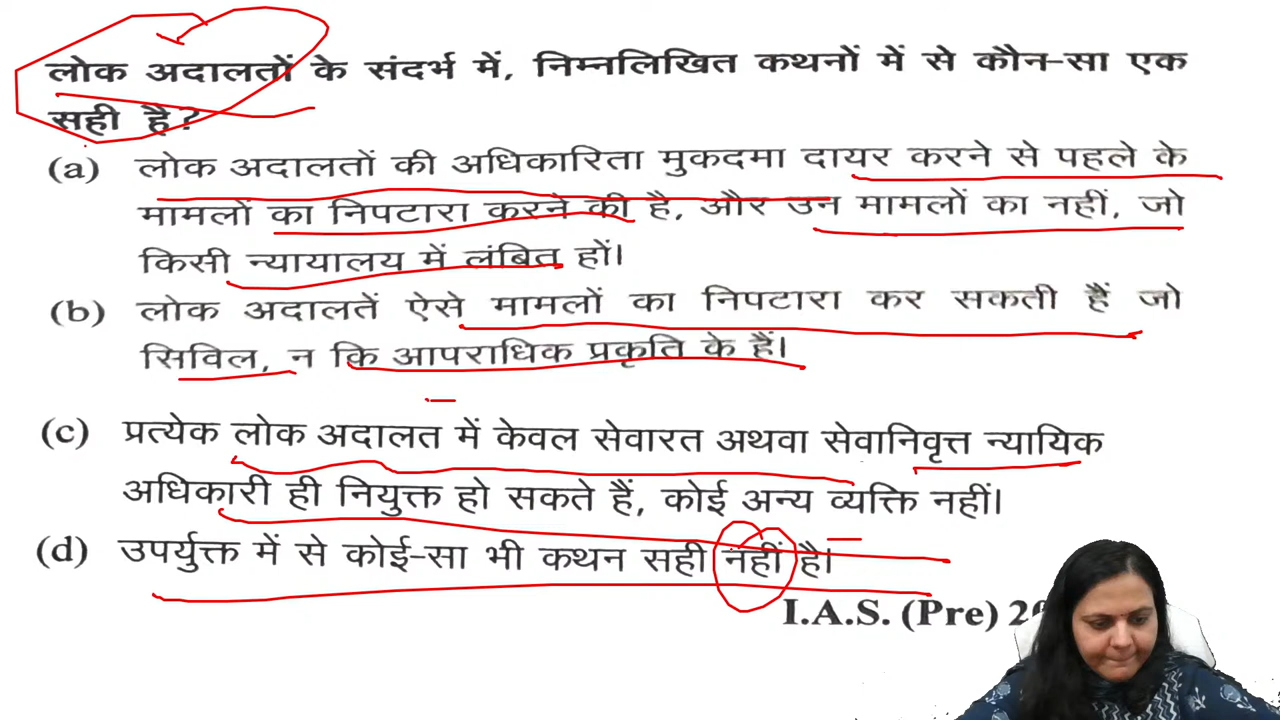 लोक अदालतों के संदर्भ में, निम्नलिखित कथनों में से कौन-सा एक
सही है?
(a) लोक अदालतों की अधिकारिता मुकदमा दायर करने से पहले के
मामलों का निपटारा करने की है, और उन मामलों का नहीं, जो
किसी न्यायालय में लंबित हों।
(b) लोक अदालतें ऐसे मामलों का निपटारा कर सकती हैं जो
सिविल, न कि आपराधिक प्रकृति के हैं।
(c) प्रत्येक लोक अदालत में केवल सेवारत अथवा सेवानिवृत्त न्यायिक
अधिकारी ही नियुक्त हो सकते हैं, कोई अन्य व्यक्ति नहीं।
(d) उपर्युक्त में से कोई-सा भी कथन सही नहीं है।
I.A.S. (Pre)